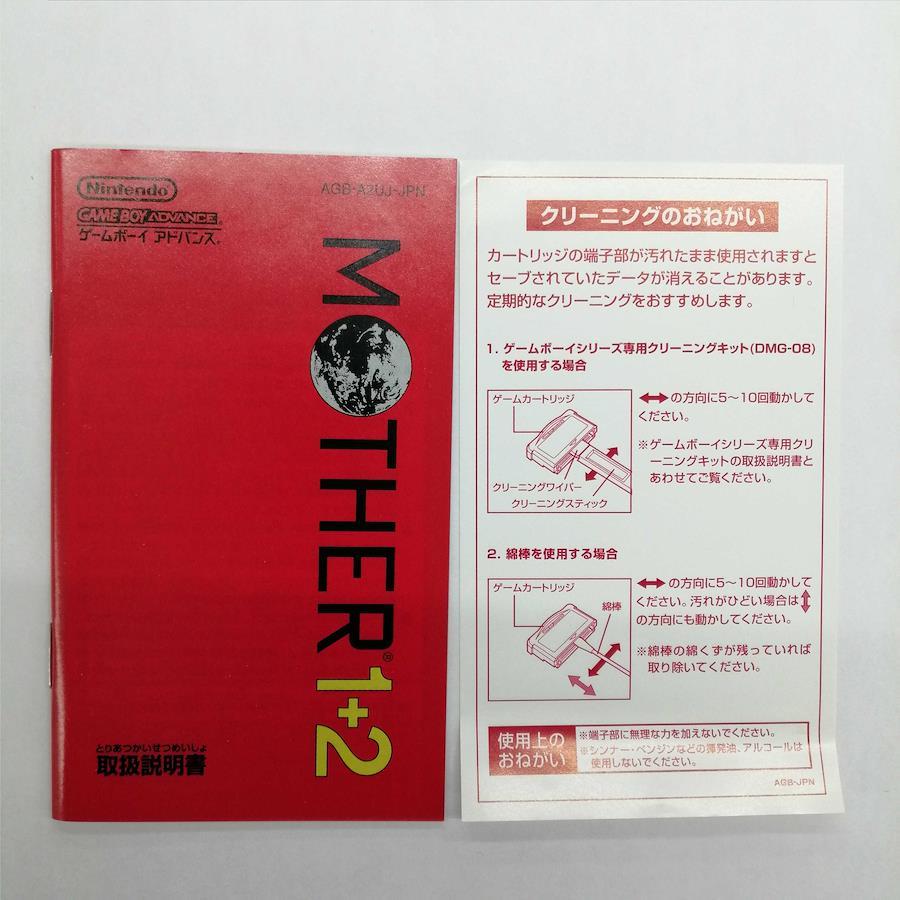 Nintendo
GAME BOY ADVANCE
ゲームボーイ アドバンス®
AGB-A2UJ-JPN
MOTHER®1+2
とりあつかいせつめいしょ
取扱説明書
クリーニングのおねがい
カートリッジの端子部が汚れたまま使用されますと
セーブされていたデータが消えることがあります。
定期的なクリーニングをおすすめします。
1. ゲームボーイシリーズ専用クリーニングキット(DMG-08)
を使用する場合
ゲームカートリッジ
クリーニングワイパー
クリーニングスティック
↔の方向に5〜10回動かして
ください。
※ゲームボーイシリーズ専用クリ
ーニングキットの取扱説明書と
あわせてご覧ください。
2. 綿棒を使用する場合
ゲームカートリッジ
綿棒
↔の方向に5〜10回動かして
ください。汚れがひどい場合は↕
の方向にも動かしてください。
※綿棒の綿くずが残っていれば
取り除いてください。
使用上の
おねがい
※端子部に無理な力を加えないでください。
※シンナー・ベンジンなどの揮発油、アルコールは
使用しないでください。
AGB-JPN